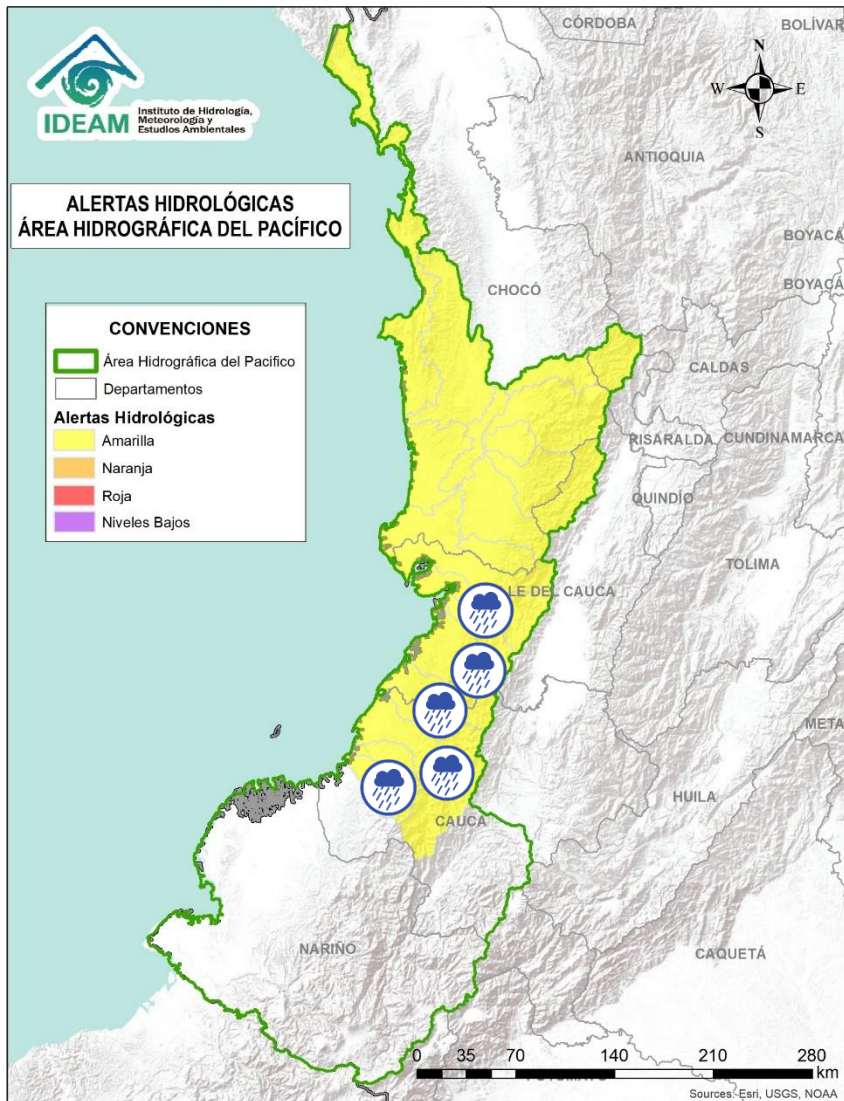 CÓRDOBA
BOLÍVAR
IDEAM
Instituto de Hidrología,
Meteorología y
Estudios Ambientales
N
W E
S
ANTIOQUIA
ALERTAS HIDROLÓGICAS
ÁREA HIDROGRÁFICA DEL PACÍFICO
BOYACÁ
BOYACÁ
CHOCÓ
CONVENCIONES
Área Hidrográfica del Pacifico
Departamentos
Alertas Hidrológicas
Amarilla
Naranja
Roja
Niveles Bajos
CALDAS
RISARALDA
CUNDINAMARCA
QUINDÍO
TOLIMA
LE DEL CAUCA
META
HUILA
CAUCA
NARIÑO
CAQUETÁ
0 35 70 140 210 280
km
Sources: Esri, USGS, NOAA